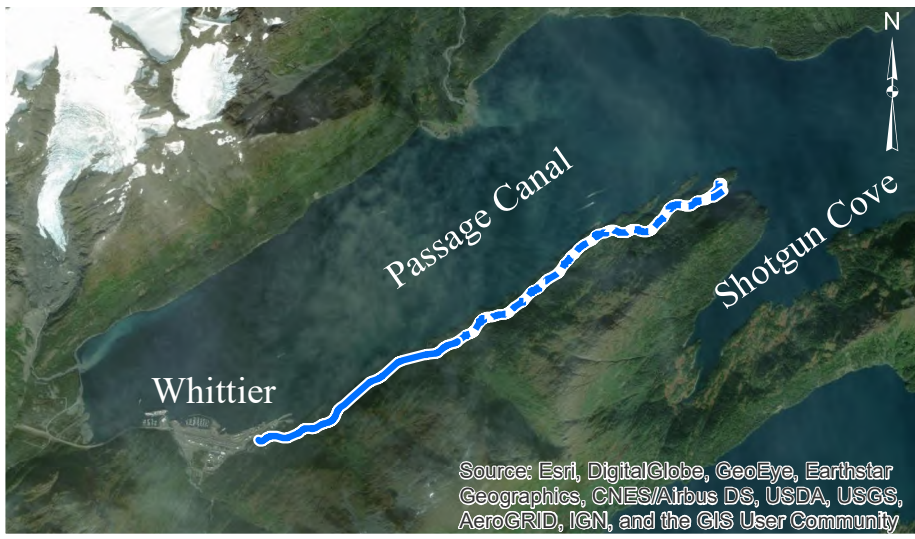 N
Passage Canal
Shotgun Cove
Whittier
Source: Esri, DigitalGlobe, GeoEye, Earthstar
Geographics, CNES/Airbus DS, USDA, USGS,
AeroGRID, IGN, and the GIS User Community